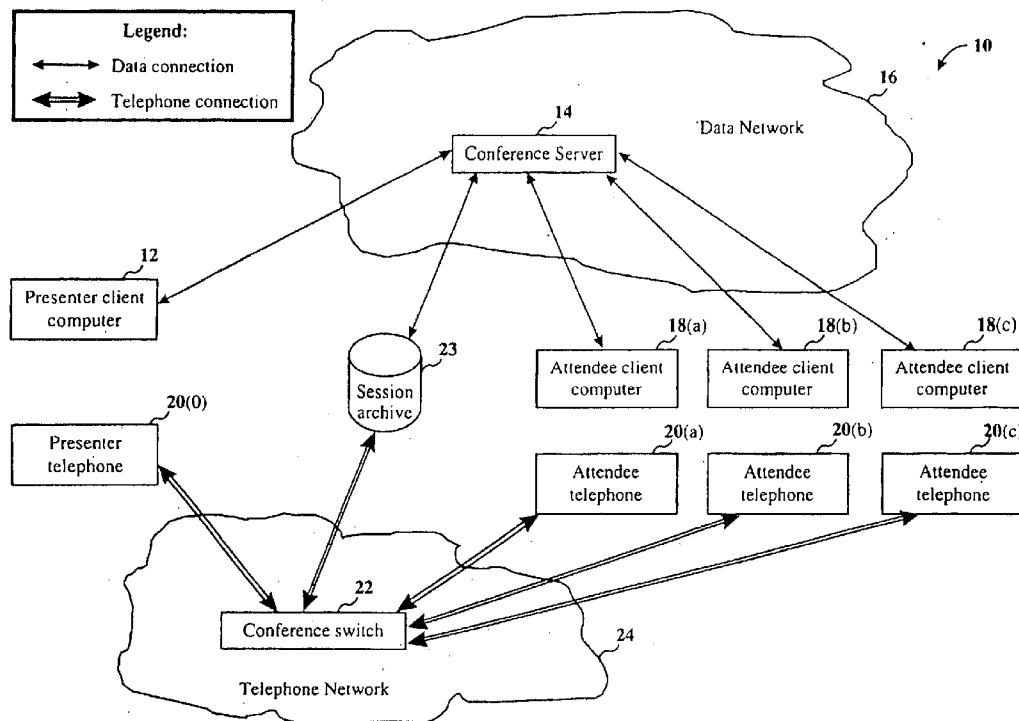 Legend:
Data connection
Telephone connection
10
16
Data Network
14
Conference Server
12
Presenter client
computer
18(a)
Attendee client
computer
18(b)
Attendee client
computer
18(c)
Attendee client
computer
23
Session
archive
20(0)
Presenter
telephone
20(a)
Attendee
telephone
20(b)
Attendee
telephone
20(c)
Attendee
telephone
22
Conference switch
24
Telephone Network